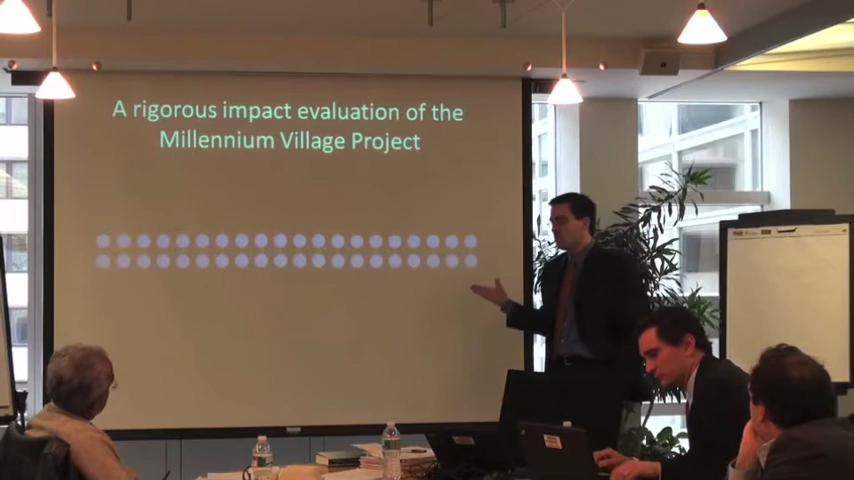 A rigorous impact evaluation of the
Millennium Village Project